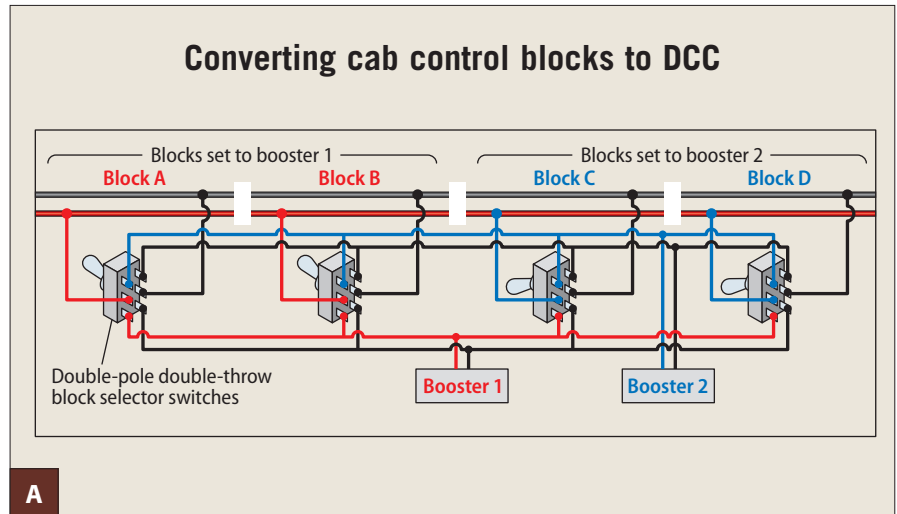 Converting cab control blocks to DCC
Blocks set to booster 1
Blocks set to booster 2
Block A
Block B
Block C
Block D
Double-pole double-throw
block selector switches
Booster 1
Booster 2
A